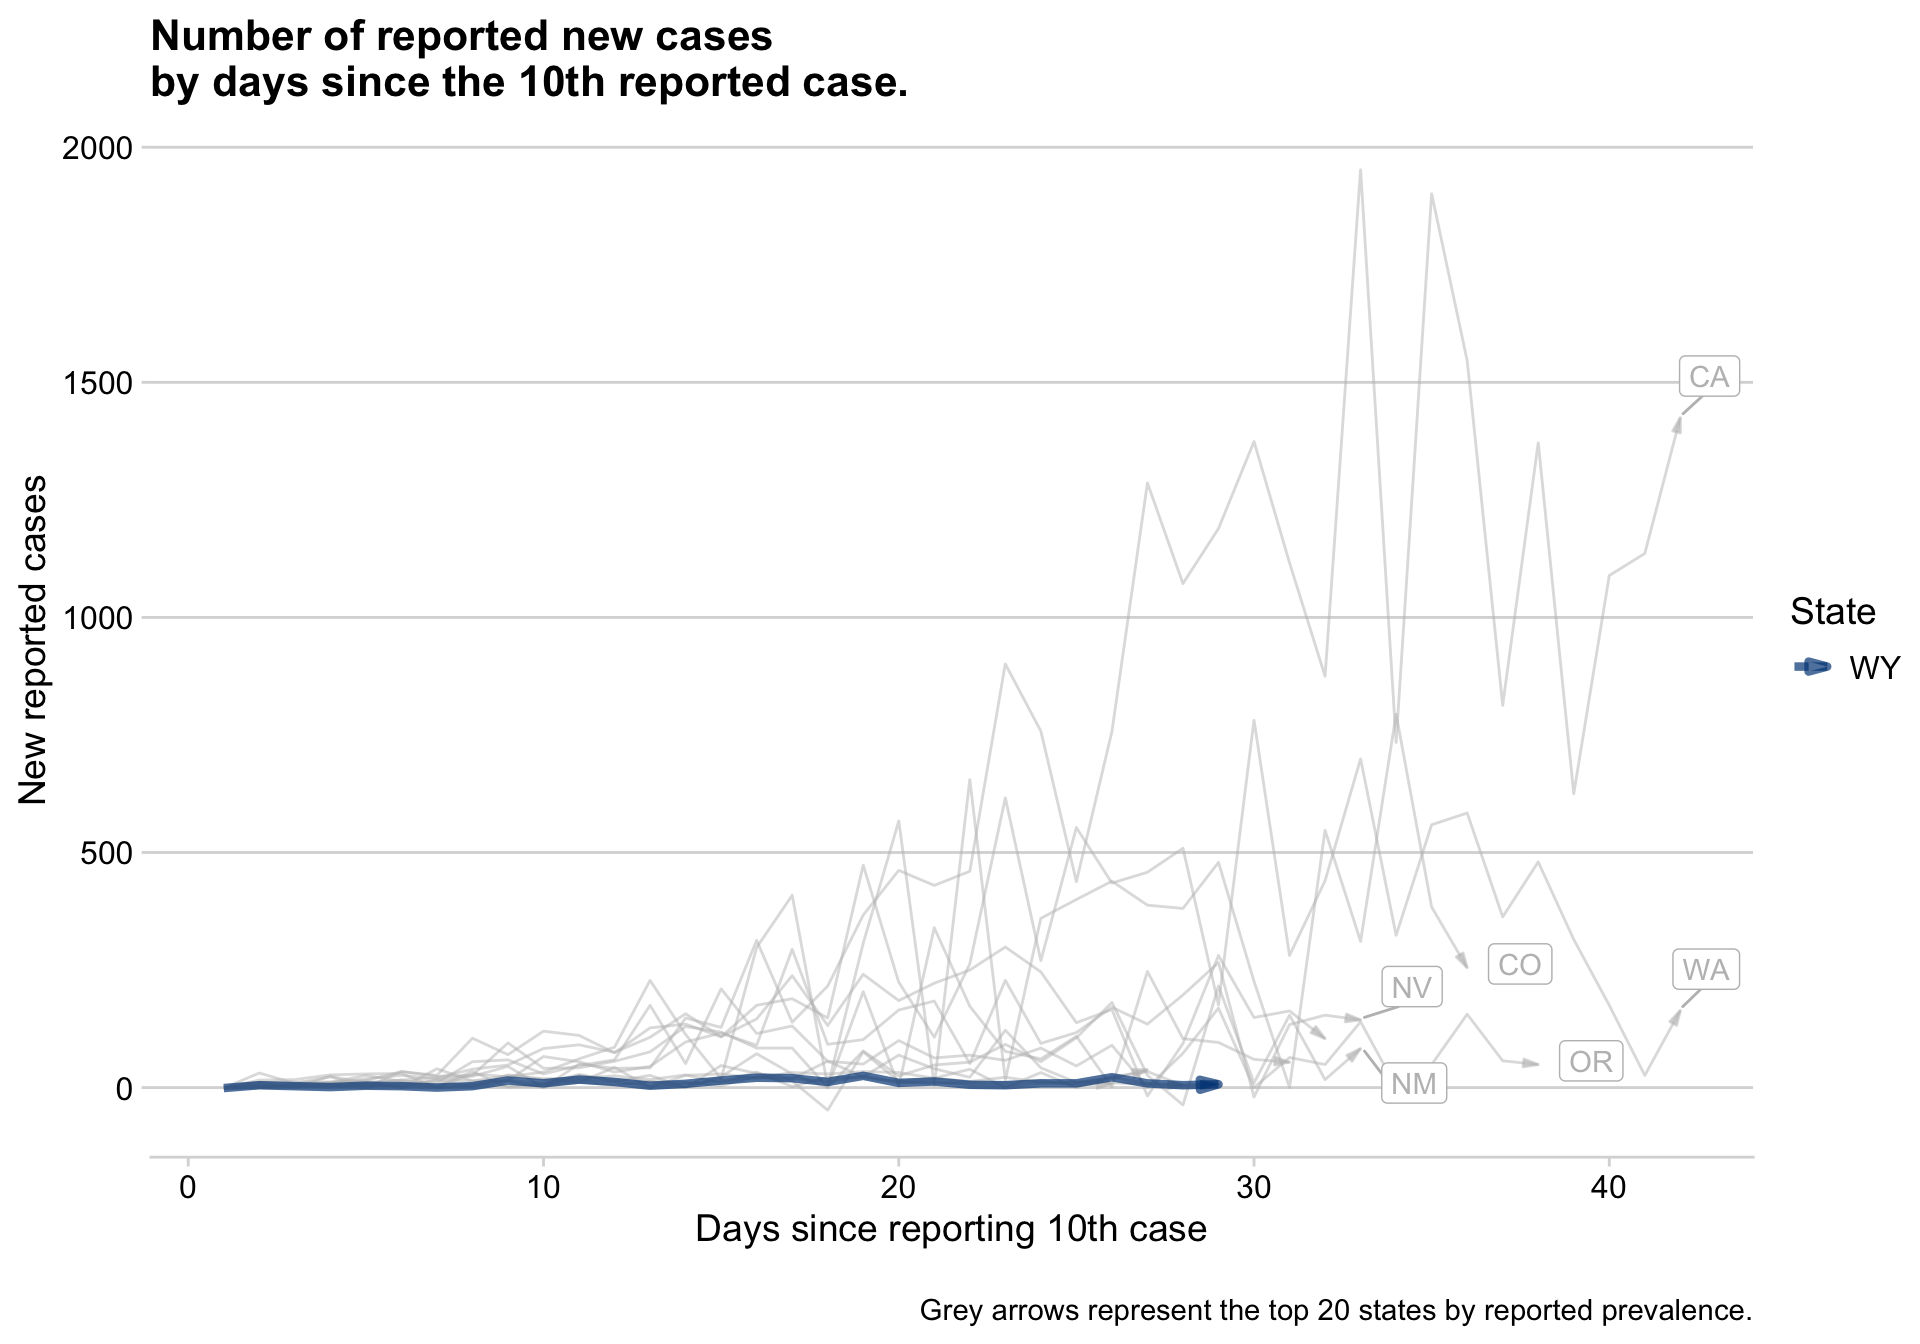 Number of reported new cases
by days since the 10th reported case.
New reported cases
2000
1500
1000
500
0
CA
CO
WA
NV
OR
NM
State
WY
0 10 20 30 40
Days since reporting 10th case
Grey arrows represent the top 20 states by reported prevalence.